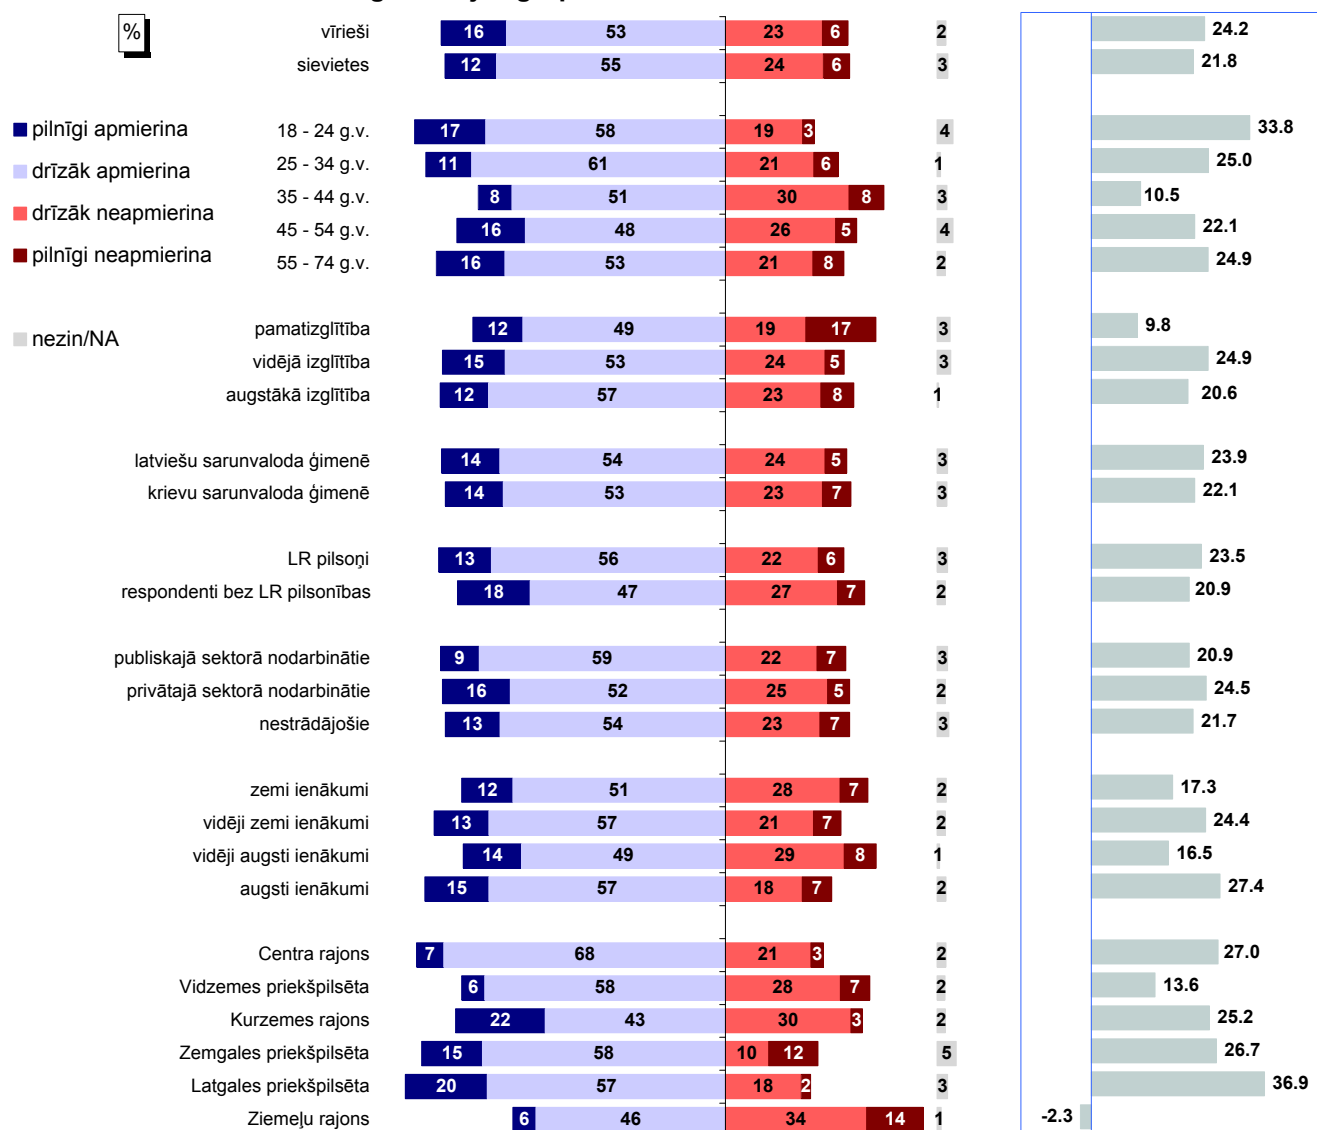 %
vīrieši 16 53 23 6 2 24.2
sievietes 12 55 24 6 3 21.8
pilnīgi apmierina 18 - 24 g.v. 17 58 19 3 4 33.8
drīzāk apmierina 25 - 34 g.v. 11 61 21 6 1 25.0
drīzāk neapmierina 35 - 44 g.v. 8 51 30 8 3 10.5
45 - 54 g.v. 16 48 26 5 4 22.1
pilnīgi neapmierina 55 - 74 g.v. 16 53 21 8 2 24.9
nezin/NA pamatizglītība 12 49 19 17 3 9.8
vidējā izglītība 15 53 24 5 3 24.9
augstākā izglītība 12 57 23 8 1 20.6
latviešu sarunvaloda ģimenē 14 54 24 5 3 23.9
krievu sarunvaloda ģimenē 14 53 23 7 3 22.1
LR pilsoņi 13 56 22 6 3 23.5
respondenti bez LR pilsonības 18 47 27 7 2 20.9
publiskajā sektorā nodarbinātie 9 59 22 7 3 20.9
privātajā sektorā nodarbinātie 16 52 25 5 2 24.5
nestrādājošie 13 54 23 7 3 21.7
zemi ienākumi 12 51 28 7 2 17.3
vidēji zemi ienākumi 13 57 21 7 2 24.4
vidēji augsti ienākumi 14 49 29 8 1 16.5
augsti ienākumi 15 57 18 7 2 27.4
Centra rajons 7 68 21 3 2 27.0
Vidzemes priekšpilsēta 6 58 28 7 2 13.6
Kurzemes rajons 22 43 30 3 2 25.2
Zemgales priekšpilsēta 15 58 10 12 5 26.7
Latgales priekšpilsēta 20 57 18 2 3 36.9
Ziemeļu rajons 6 46 34 14 1 -2.3